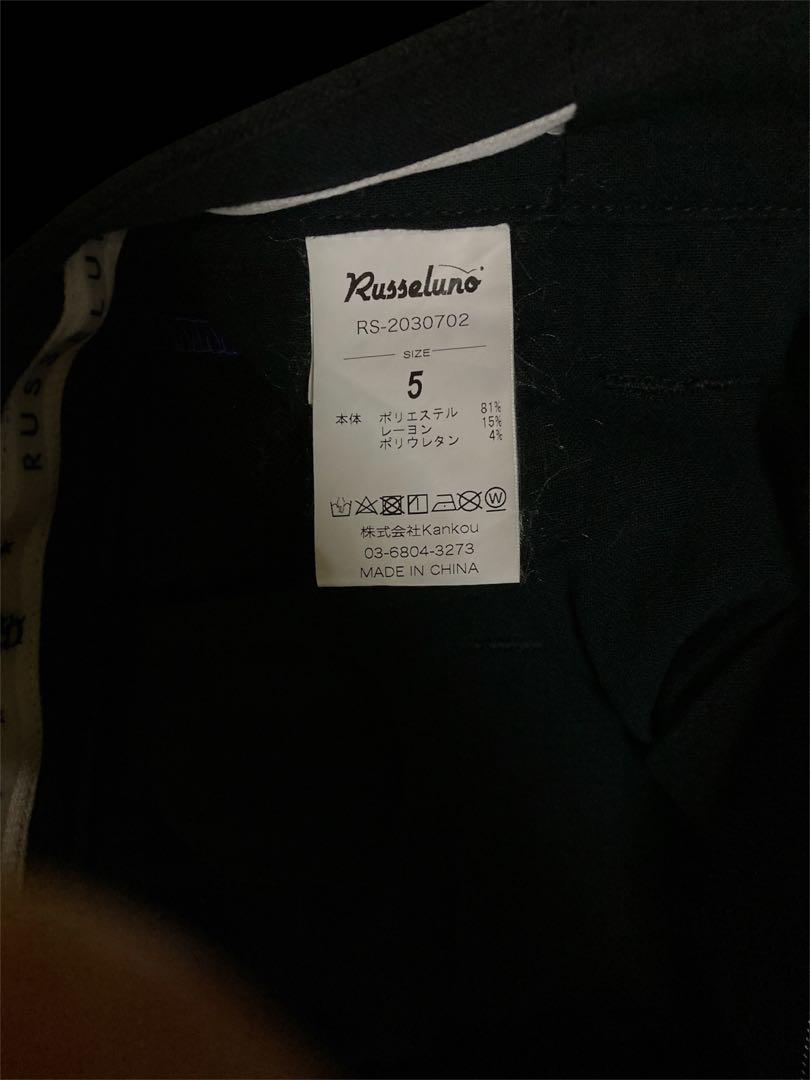 Russeluno
RS-2030702
SIZE
5
本体 ポリエステル 81%
レーヨン 15%
ポリウレタン 4%
W
株式会社Kankou
03-6804-3273
MADE IN CHINA
RUSSELU